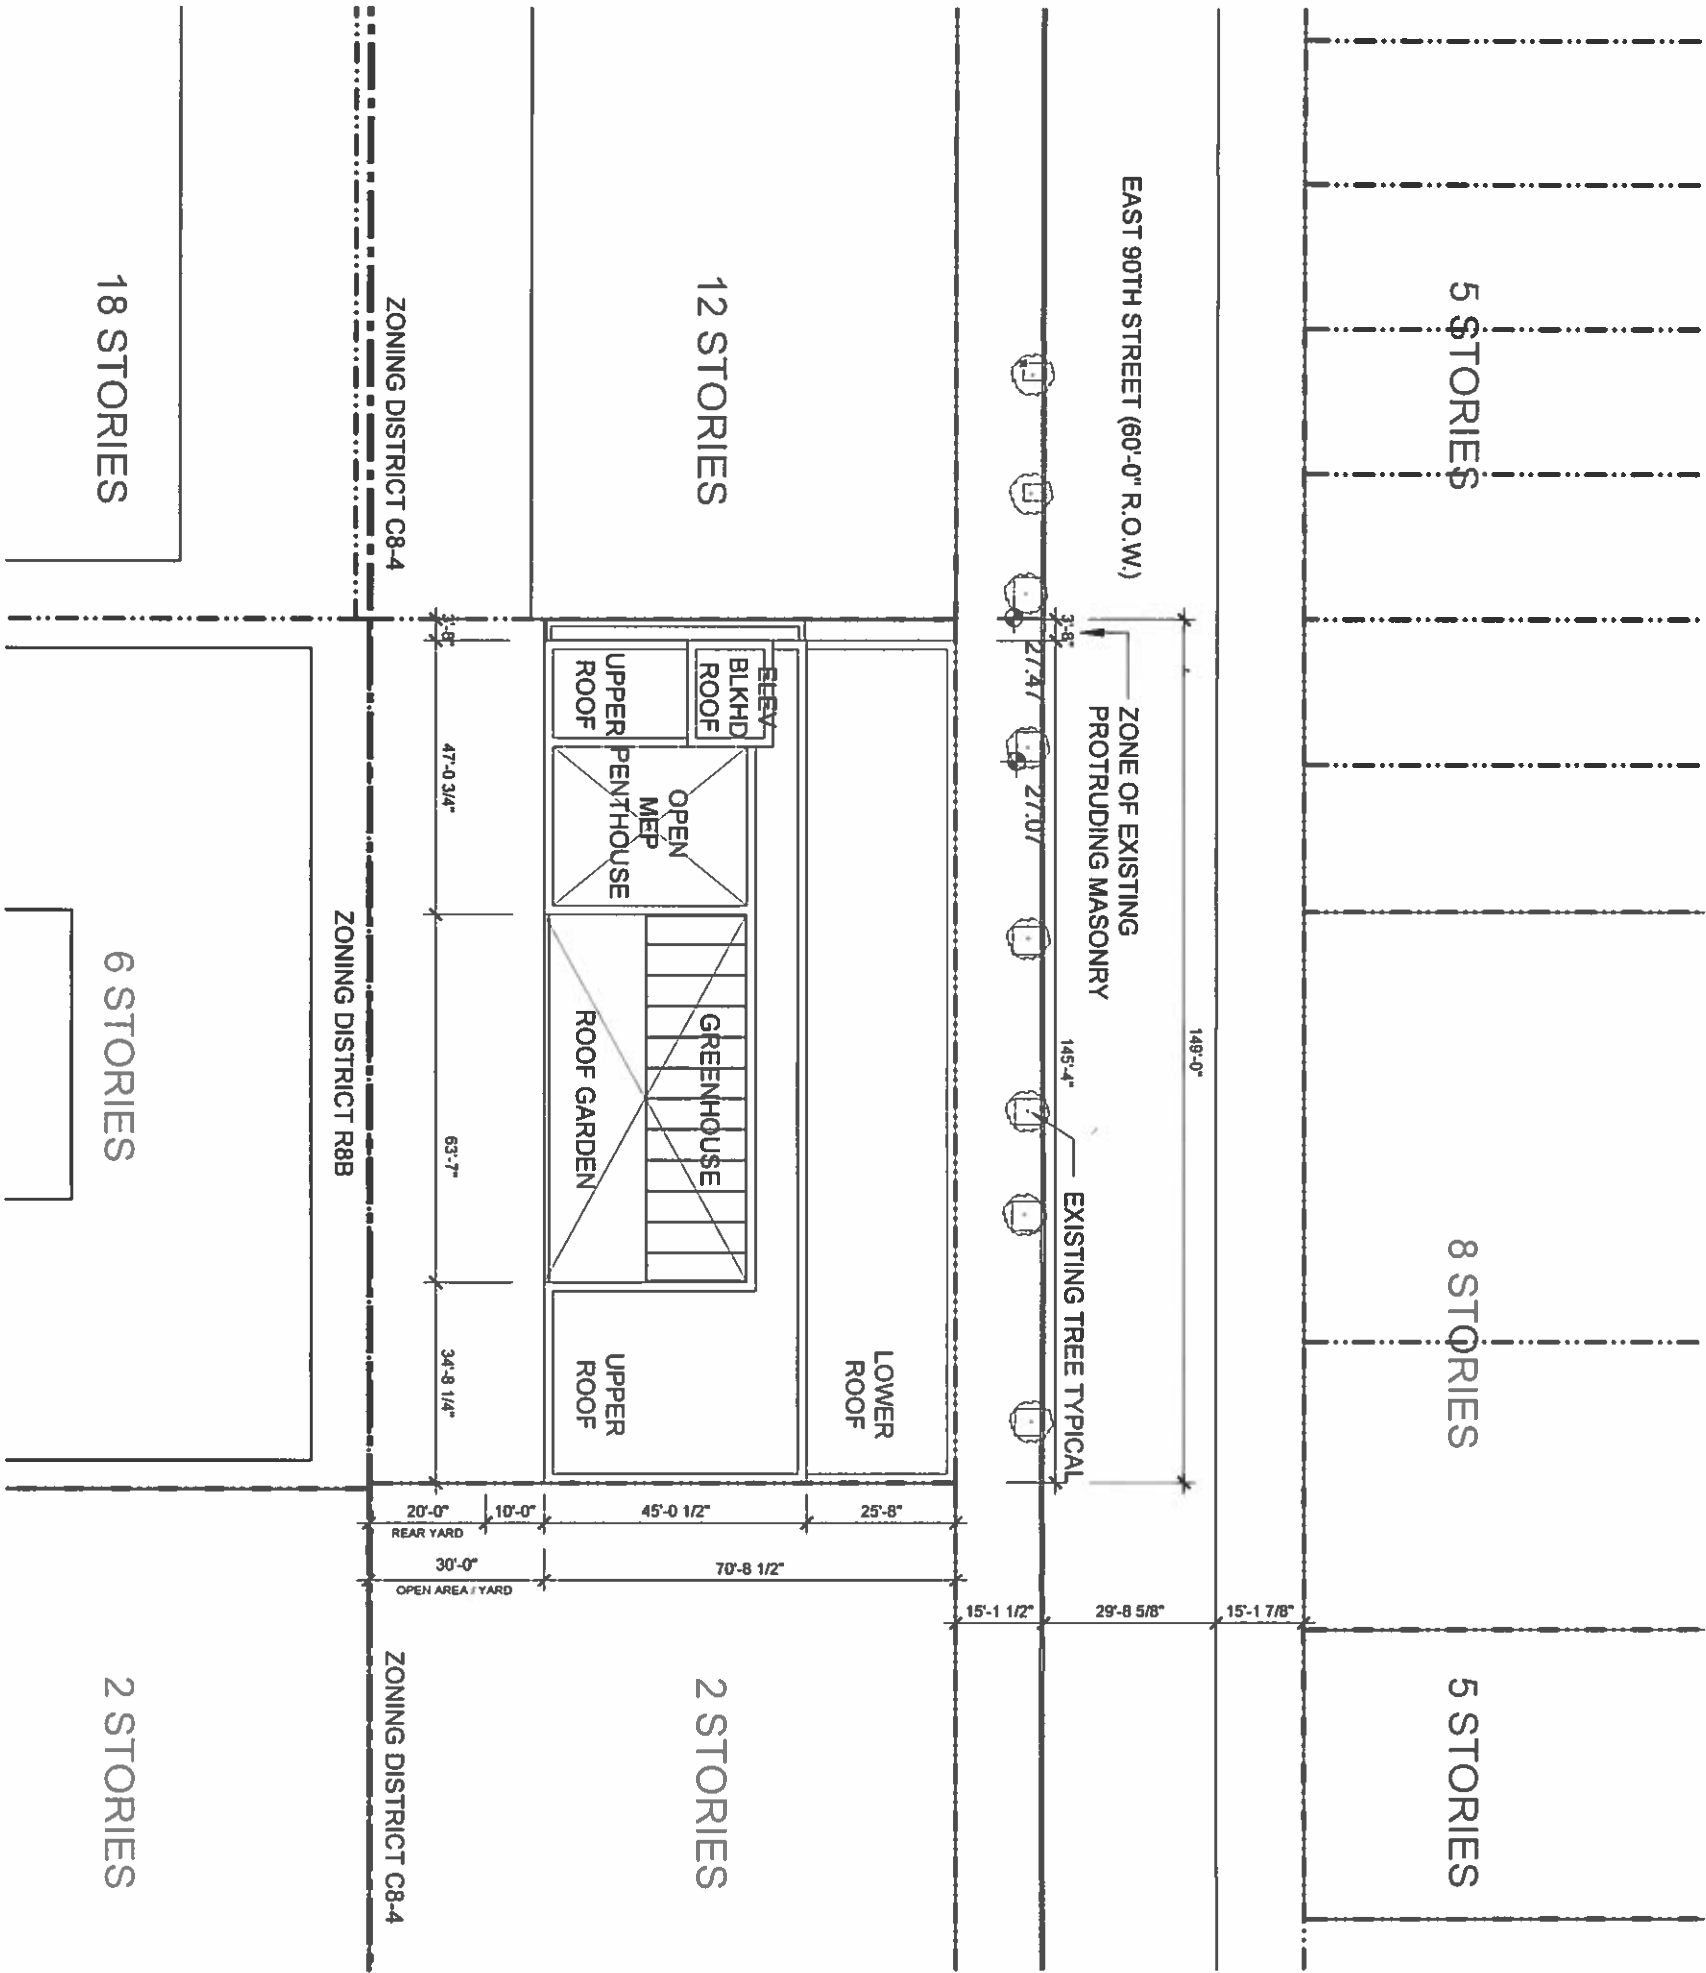 5 STORIES
8 STORIES
5 STORIES
15'-1 7/8"
149'-0"
EAST 90TH STREET (60'-0" R.O.W.)
29'-8 5/8"
ZONE OF EXISTING
PROTRUDING MASONRY
3'-8"
145'-4"
EXISTING TREE TYPICAL
27.47
27.07
15'-1 1/2"
LOWER
ROOF
25'-8"
12 STORIES
ELEV
BLKHD
ROOF
UPPER
ROOF
OPEN
MEP
PENTHOUSE
GREENHOUSE
ROOF GARDEN
UPPER
ROOF
45'-0 1/2"
70'-8 1/2"
2 STORIES
10'-0"
3'-8"
47'-0 3/4"
63'-7"
34'-8 1/4"
20'-0"
REAR YARD
30'-0"
OPEN AREA / YARD
ZONING DISTRICT C8-4
ZONING DISTRICT C8-4
ZONING DISTRICT R8B
18 STORIES
6 STORIES
2 STORIES